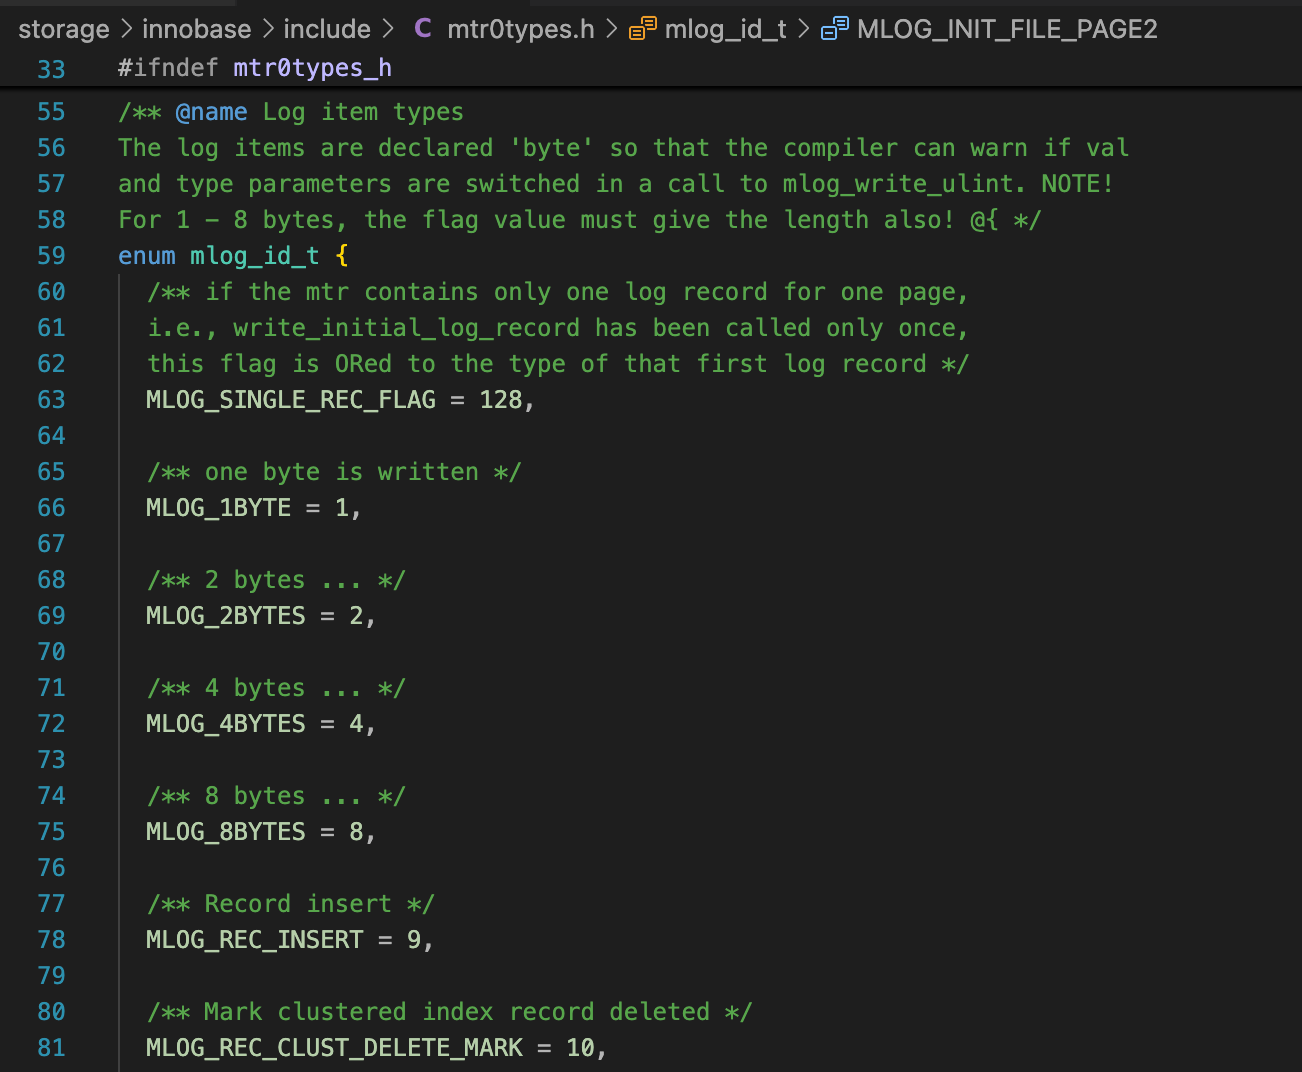 storage > innobase > include > C mtr0types.h > mlog_id_t > MLOG_INIT_FILE_PAGE2
33 #ifndef mtr0types_h
55 /** @name Log item types
56 The log items are declared 'byte' so that the compiler can warn if val
57 and type parameters are switched in a call to mlog_write_ulint. NOTE!
58 For 1 - 8 bytes, the flag value must give the length also! @{ */
59 enum mlog_id_t {
60 /** if the mtr contains only one log record for one page,
61 i.e., write_initial_log_record has been called only once,
62 this flag is ORed to the type of that first log record */
63 MLOG_SINGLE_REC_FLAG = 128,
64
65 /** one byte is written */
66 MLOG_1BYTE = 1,
67
68 /** 2 bytes ... */
69 MLOG_2BYTES = 2,
70
71 /** 4 bytes ... */
72 MLOG_4BYTES = 4,
73
74 /** 8 bytes ... */
75 MLOG_8BYTES = 8,
76
77 /** Record insert */
78 MLOG_REC_INSERT = 9,
79
80 /** Mark clustered index record deleted */
81 MLOG_REC_CLUST_DELETE_MARK = 10,